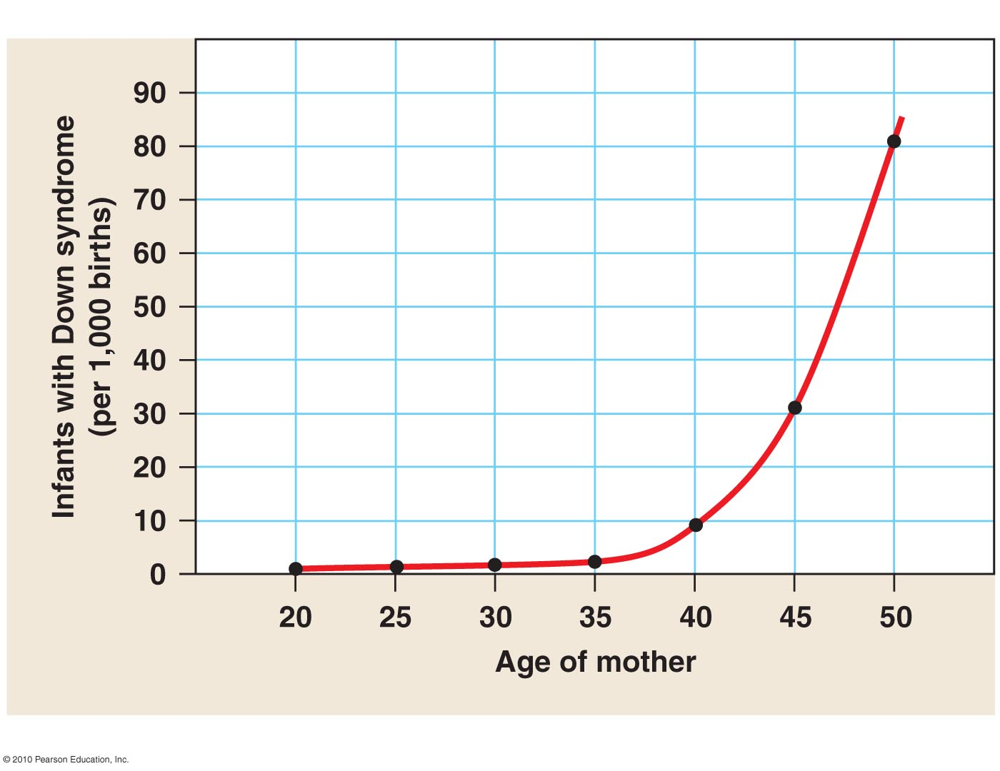 Infants with Down syndrome
(per 1,000 births)
90
80
70
60
50
40
30
20
10
0
20 25 30 35 40 45 50
Age of mother
© 2010 Pearson Education, Inc.